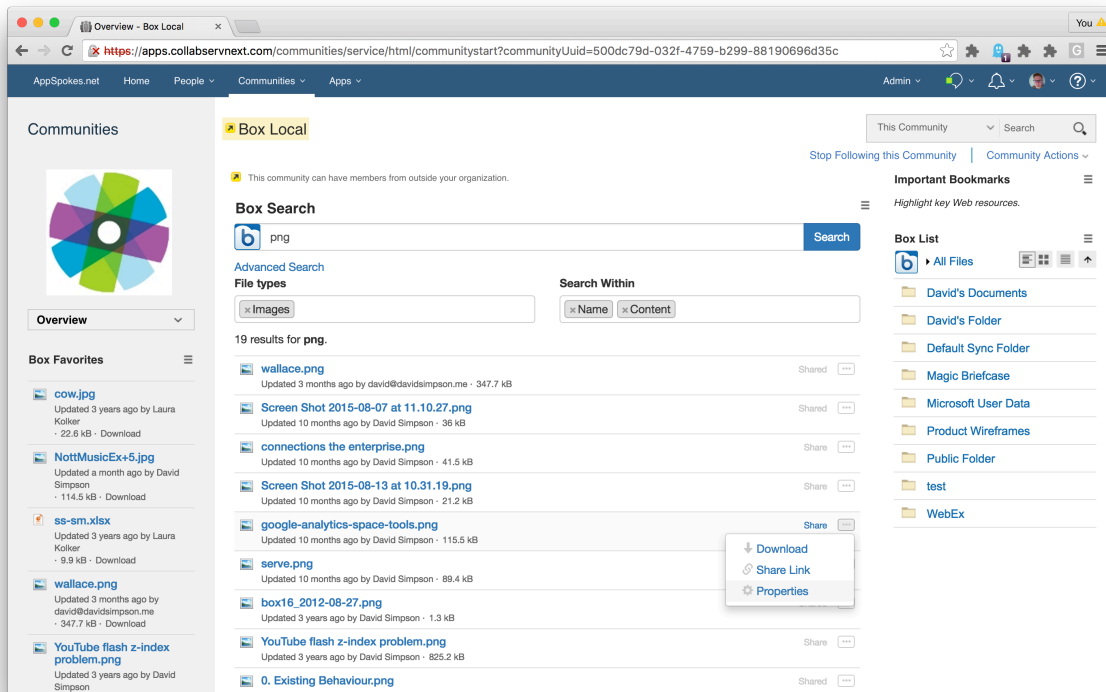 Overview - Box Local
You
https://apps.collabservnext.com/communities/service/html/communitystart?communityUuid=500dc79d-032f-4759-b299-88190696d35c
1
G
AppSpokes.net Home People Communities Apps Admin
Communities
Box Local
This Community Search
Stop Following this Community Community Actions
This community can have members from outside your organization.
Overview
Box Favorites
cow.jpg
Updated 3 years ago by Laura
Kolker
· 22.6 kB · Download
NottMusicEx+5.jpg
Updated a month ago by David
Simpson
· 114.5 kB · Download
ss-sm.xlsx
Updated 3 years ago by Laura
Kolker
· 9.9 kB · Download
wallace.png
Updated 3 months ago by
david@davidsimpson.me
· 347.7 kB · Download
YouTube flash z-index
problem.png
Updated 3 years ago by David
Simpson
Box Search
b png Search
Advanced Search
File types Search Within
× Images × Name × Content
19 results for png.
wallace.png Shared
Updated 3 months ago by david@davidsimpson.me · 347.7 kB
Screen Shot 2015-08-07 at 11.10.27.png Shared
Updated 10 months ago by David Simpson · 36 kB
connections the enterprise.png Share
Updated 10 months ago by David Simpson · 41.5 kB
Screen Shot 2015-08-13 at 10.31.19.png Share
Updated 10 months ago by David Simpson · 21.2 kB
google-analytics-space-tools.png Share
Updated 10 months ago by David Simpson · 115.5 kB
Download
Share Link
Properties
serve.png
Updated 10 months ago by David Simpson · 89.4 kB
box16_2012-08-27.png
Updated 3 years ago by David Simpson · 1.3 kB
YouTube flash z-index problem.png Share
Updated 3 years ago by David Simpson · 825.2 kB
0. Existing Behaviour.png Shared
Important Bookmarks
Highlight key Web resources.
Box List
b All Files
David's Documents
David's Folder
Default Sync Folder
Magic Briefcase
Microsoft User Data
Product Wireframes
Public Folder
test
WebEx